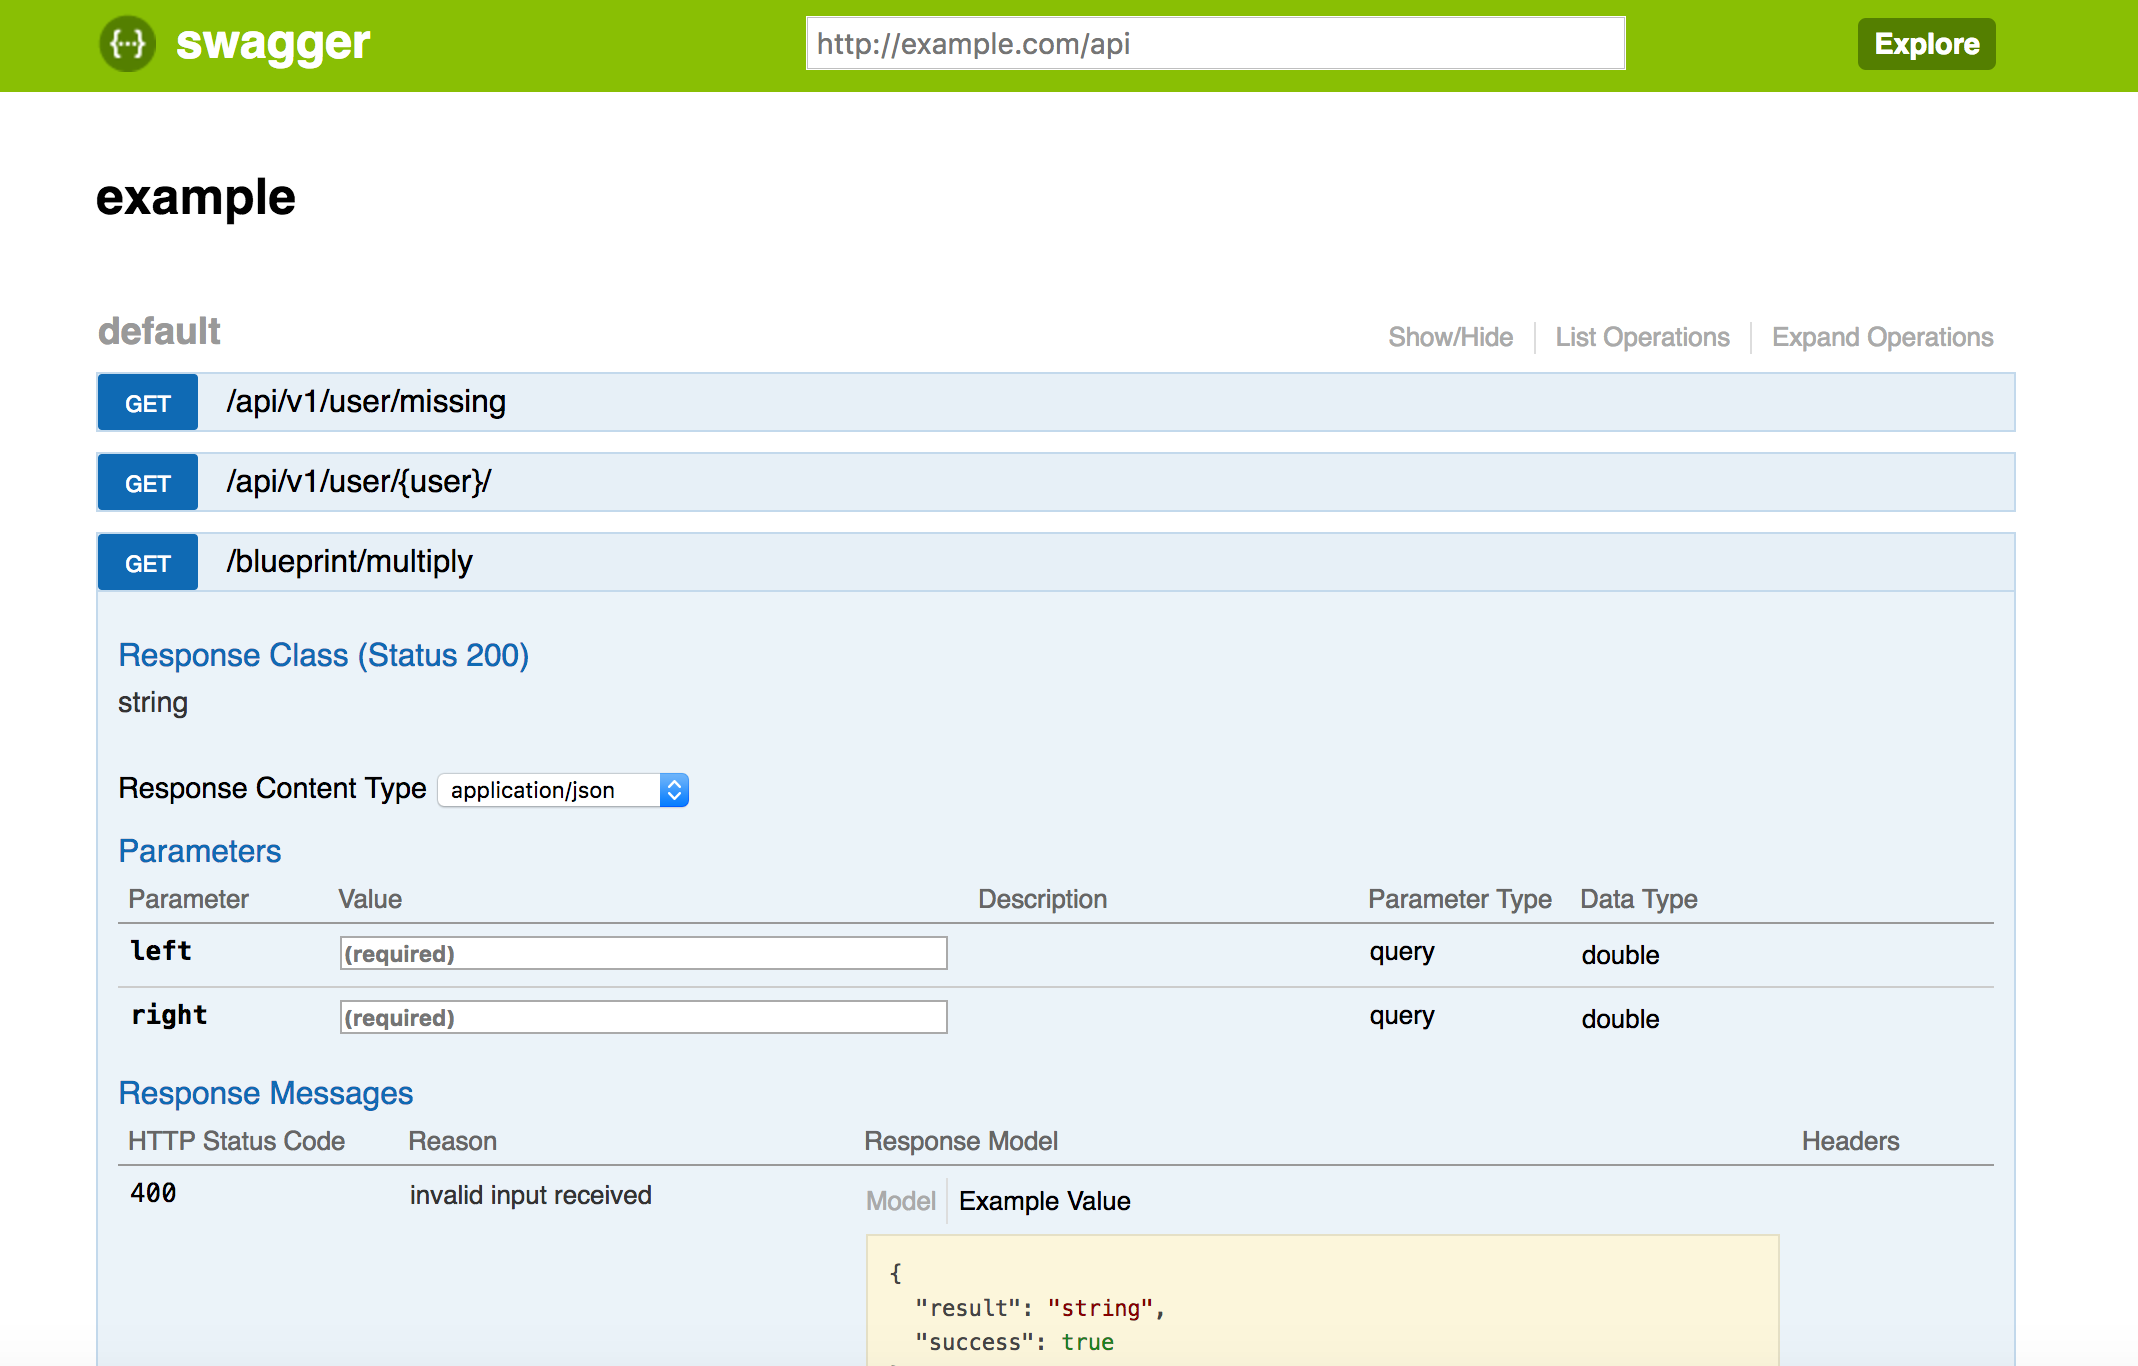 {···} swagger http://example.com/api Explore
example
default Show/Hide List Operations Expand Operations
GET /api/v1/user/missing
GET /api/v1/user/{user}/
GET /blueprint/multiply
Response Class (Status 200)
string
Response Content Type application/json
Parameters
Parameter Value Description Parameter Type Data Type
left (required) query double
right (required) query double
Response Messages
HTTP Status Code Reason Response Model Headers
400 invalid input received Model Example Value
{
"result": "string",
"success": true